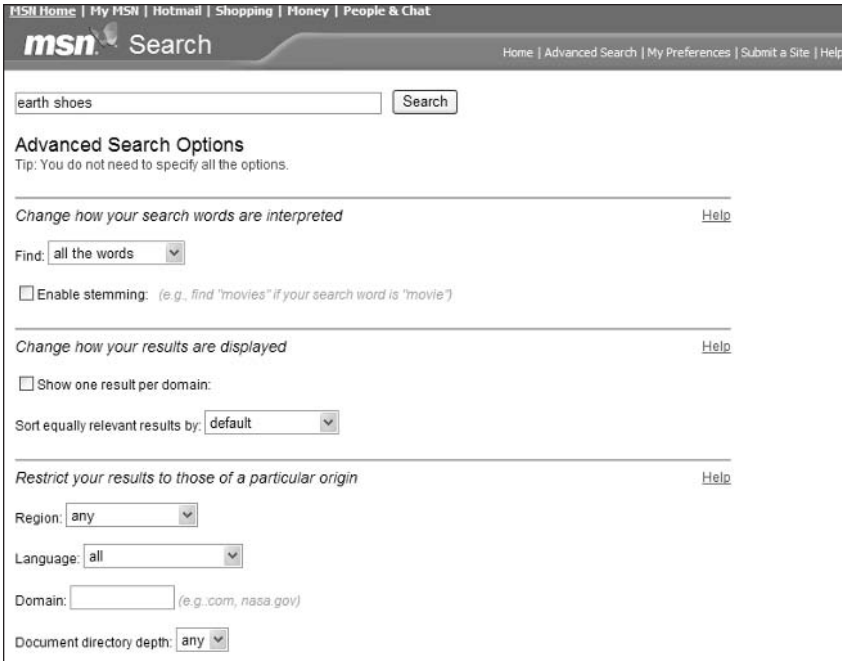 MSN Home | My MSN | Hotmail | Shopping | Money | People & Chat
msn Search
Home | Advanced Search | My Preferences | Submit a Site | Help
earth shoes Search
Advanced Search Options
Tip: You do not need to specify all the options.
Change how your search words are interpreted Help
Find: all the words
Enable stemming: (e.g., find "movies" if your search word is "movie")
Change how your results are displayed Help
Show one result per domain:
Sort equally relevant results by: default
Restrict your results to those of a particular origin Help
Region: any
Language: all
Domain: (e.g.:com, nasa.gov)
Document directory depth: any